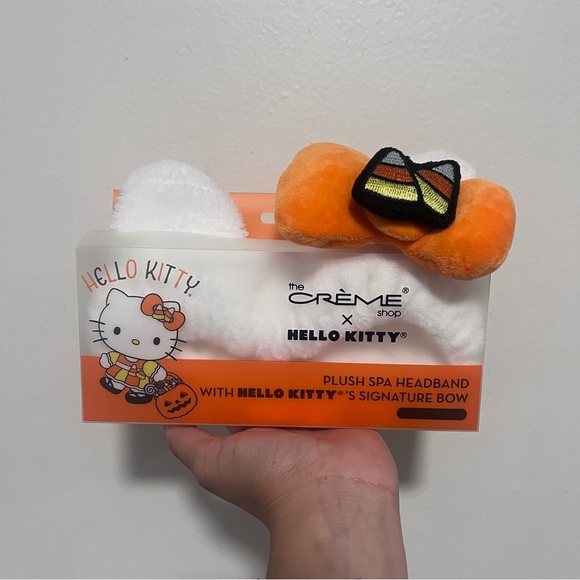 HELLO KITTY®
the
CRÈME®
shop
×
HELLO KITTY®
PLUSH SPA HEADBAND
WITH HELLO KITTY®'S SIGNATURE BOW